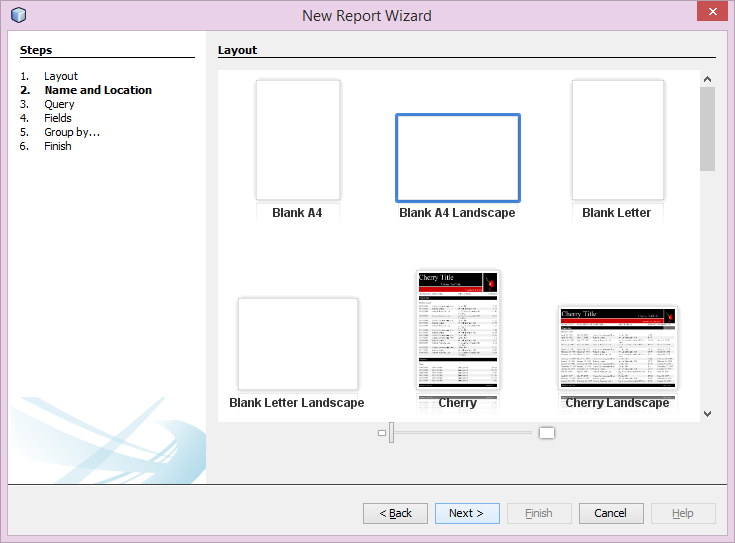 New Report Wizard
Steps
1. Layout
2. Name and Location
3. Query
4. Fields
5. Group by...
6. Finish
Layout
Blank A4
Blank A4 Landscape
Blank Letter
Cherry Title
Cherry Title
Blank Letter Landscape
Cherry
Cherry Landscape
< Back
Next >
Finish
Cancel
Help